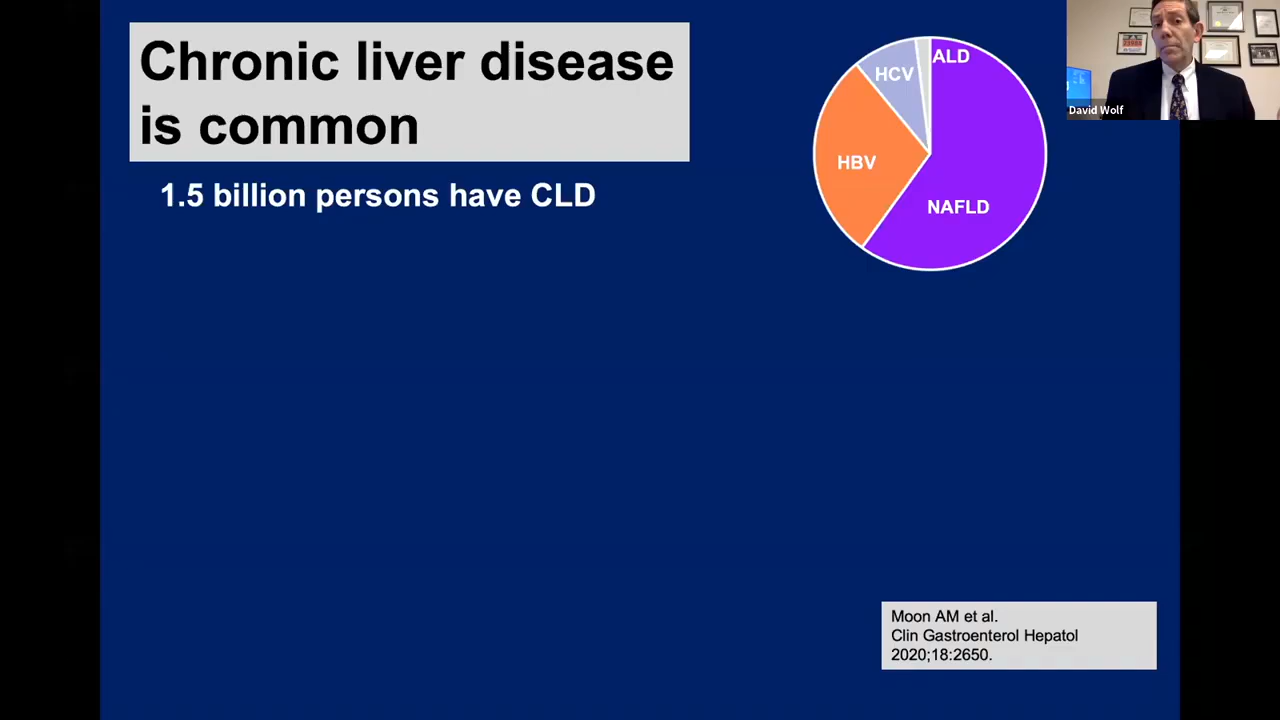 Chronic liver disease
is common
1.5 billion persons have CLD
ALD
HCV
HBV
NAFLD
David Wolf
Moon AM et al.
Clin Gastroenterol Hepatol
2020;18:2650.